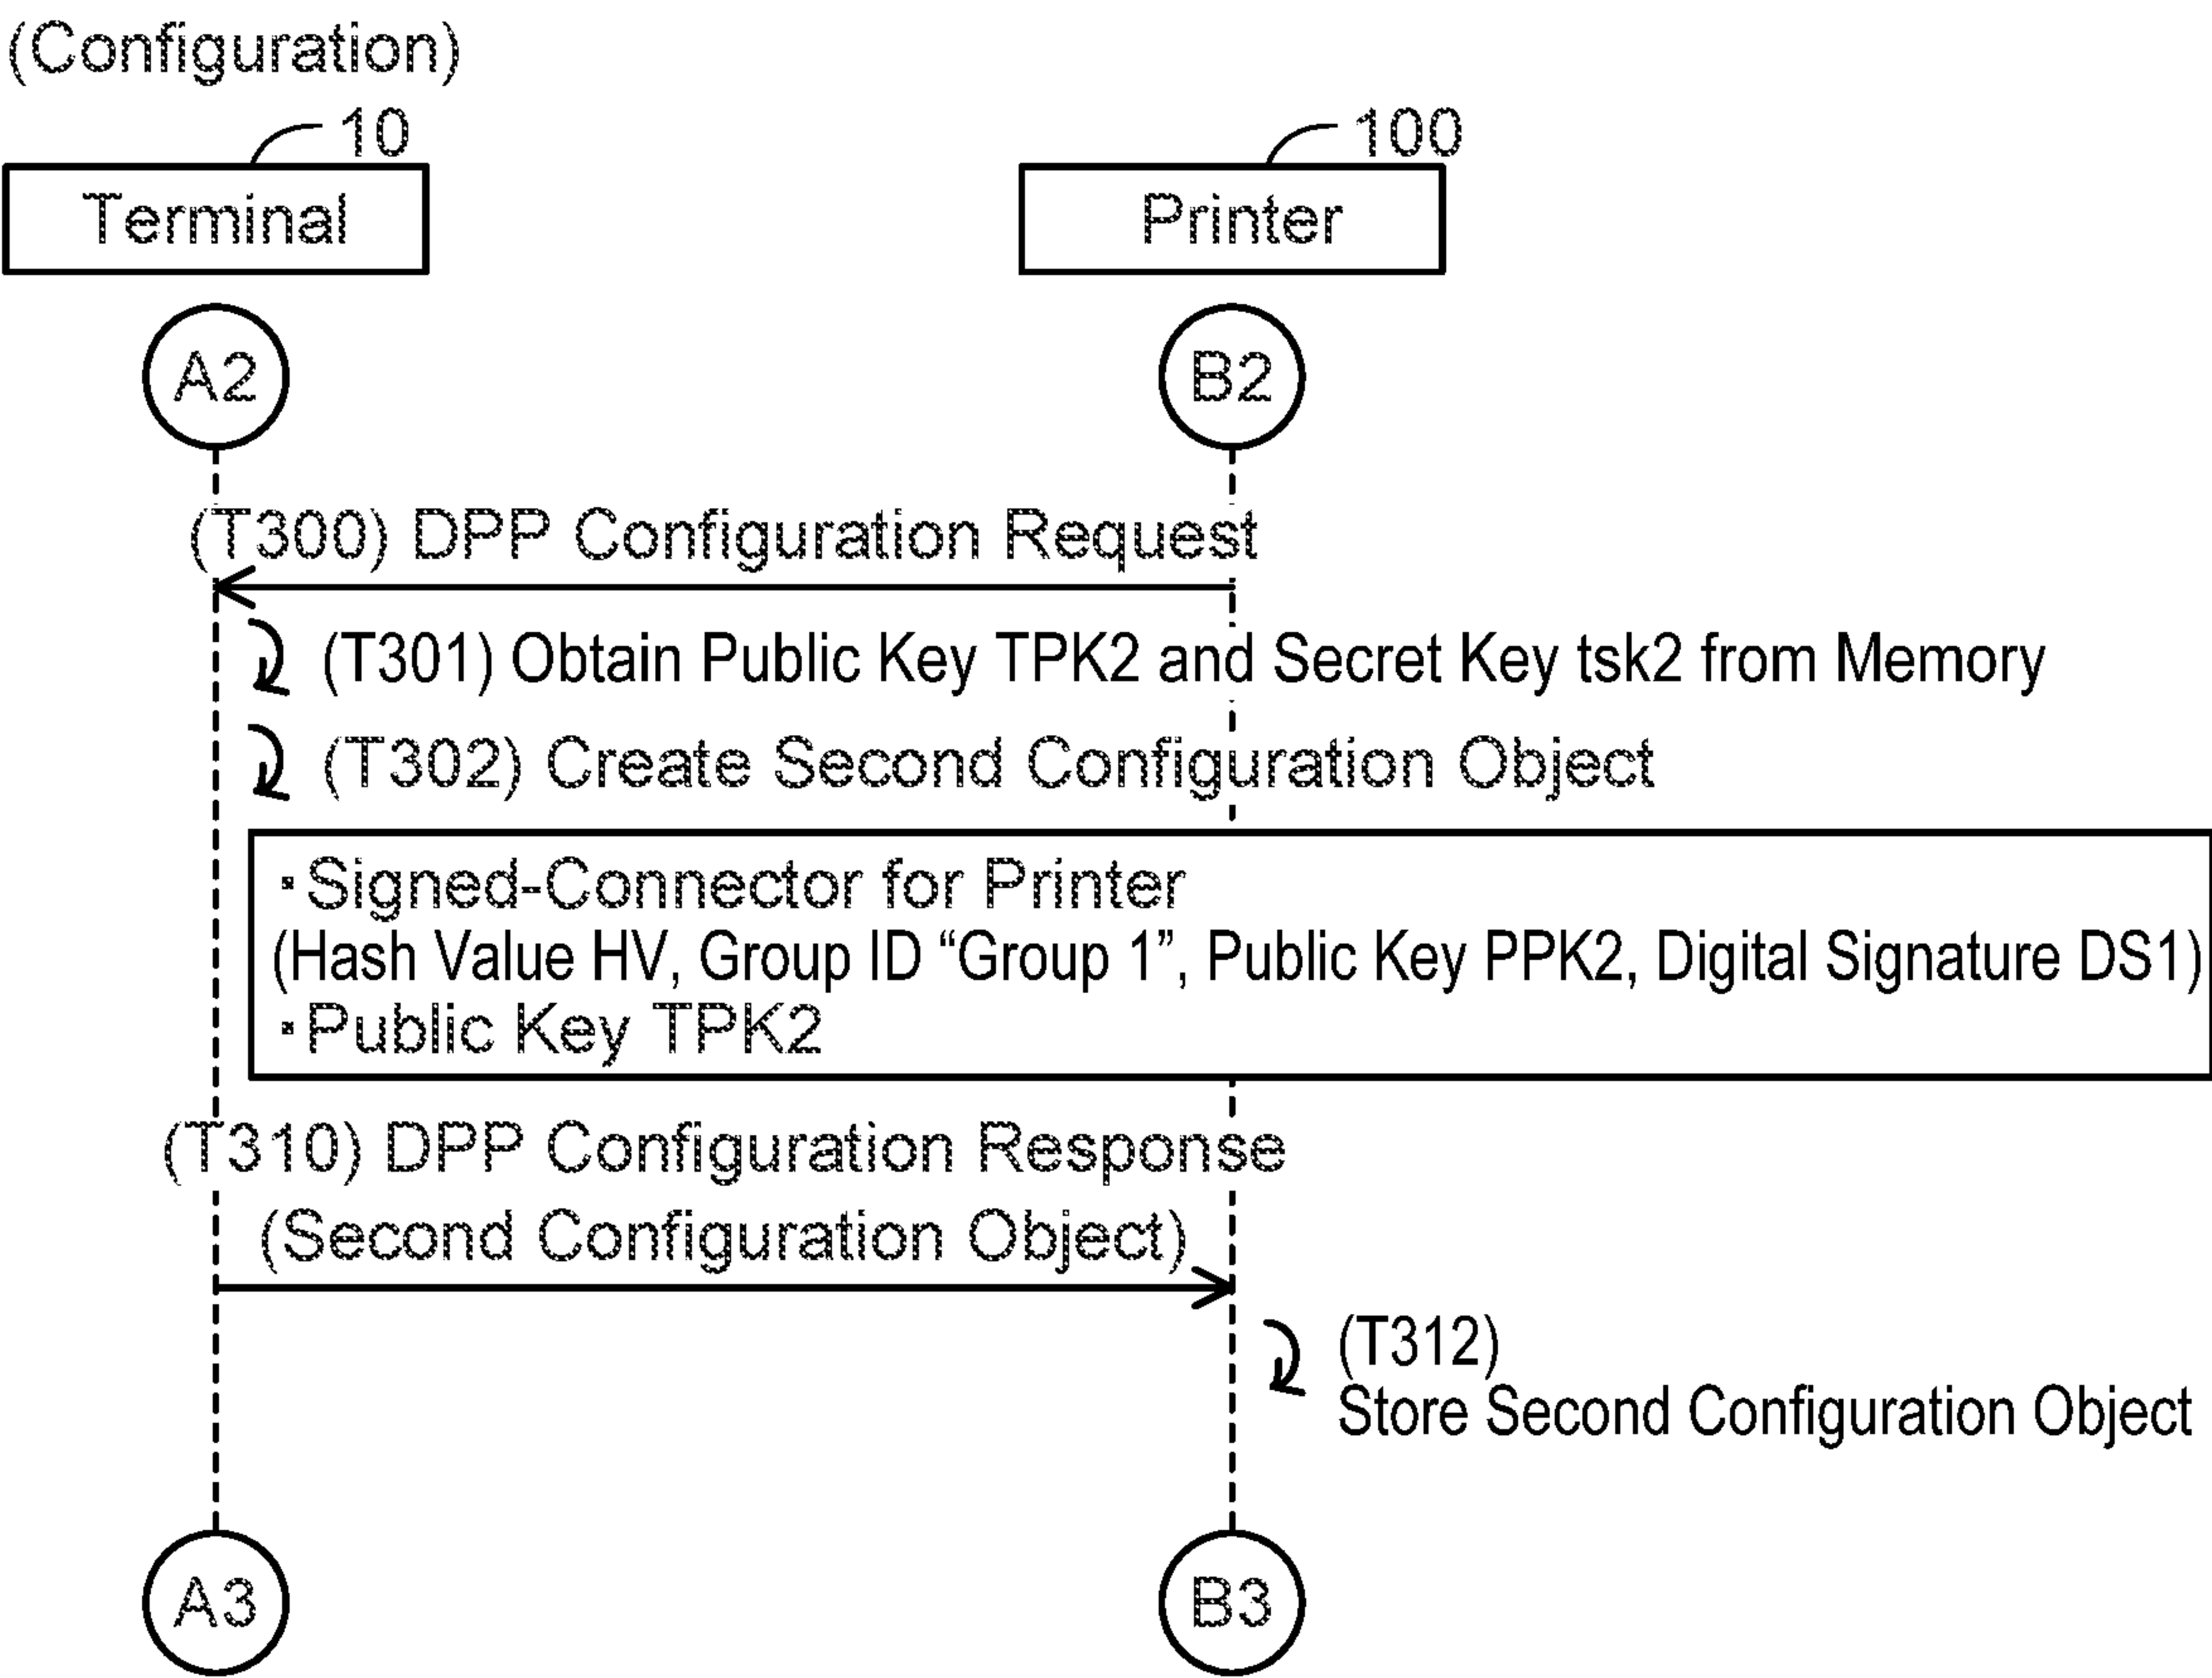 (Configuration)
10
100
Terminal
Printer
A2
B2
(T300) DPP Configuration Request
(T301) Obtain Public Key TPK2 and Secret Key tsk2 from Memory
(T302) Create Second Configuration Object
·Signed-Connector for Printer
(Hash Value HV, Group ID “Group 1”, Public Key PPK2, Digital Signature DS1)
·Public Key TPK2
(T310) DPP Configuration Response
(Second Configuration Object)
(T312)
Store Second Configuration Object
A3
B3